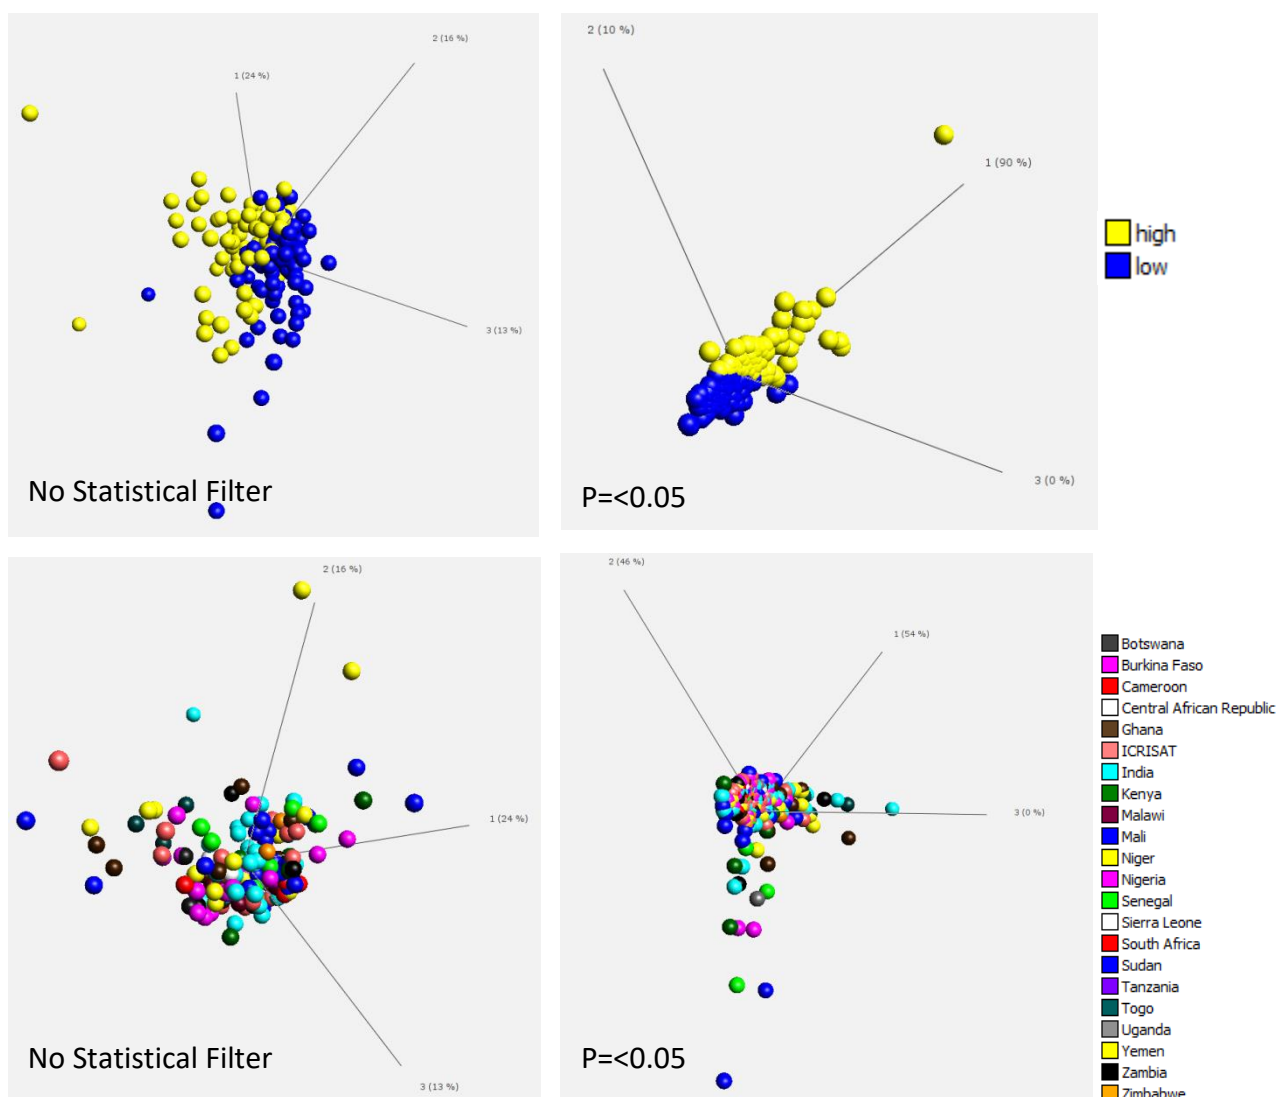 2 (16 %)
1 (24 %)
3 (13 %)
No Statistical Filter
2 (10 %)
1 (90 %)
3 (0 %)
P=<0.05
high
low
2 (16 %)
1 (24 %)
3 (13 %)
No Statistical Filter
2 (46 %)
1 (54 %)
3 (0 %)
P=<0.05
Botswana
Burkina Faso
Cameroon
Central African Republic
Ghana
ICRISAT
India
Kenya
Malawi
Mali
Niger
Nigeria
Senegal
Sierra Leone
South Africa
Sudan
Tanzania
Togo
Uganda
Yemen
Zambia
Zimbabwe